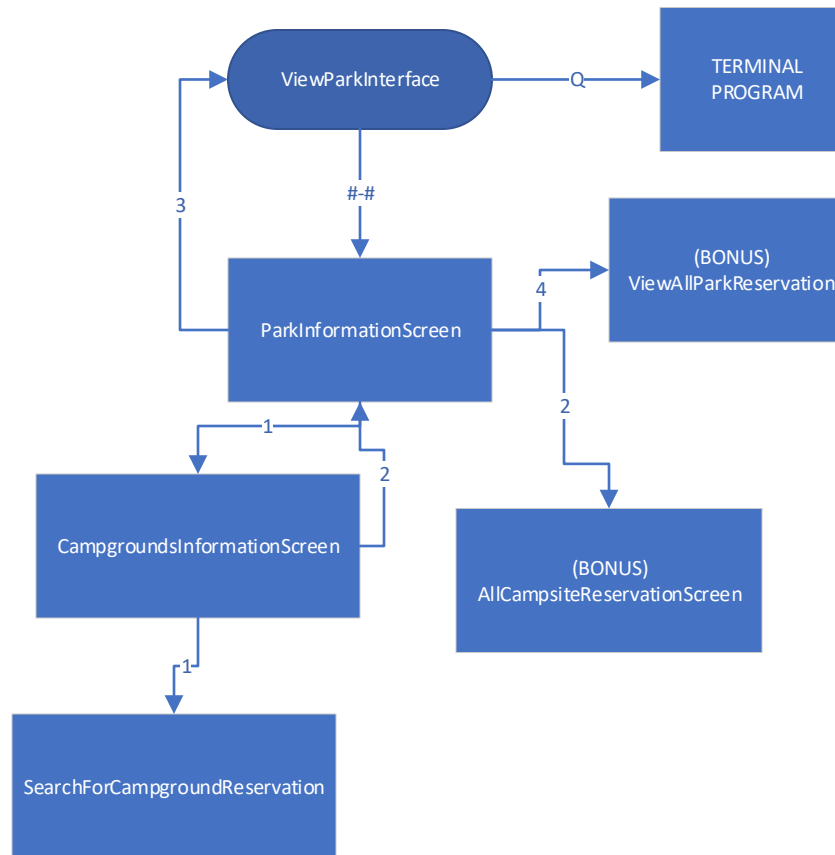 ViewParkInterface
Q
TERMINAL
PROGRAM
3
#-#
(BONUS)
ViewAllParkReservation
4
ParkInformationScreen
2
1
2
CampgroundsInformationScreen
(BONUS)
AllCampsiteReservationScreen
1
SearchForCampgroundReservation